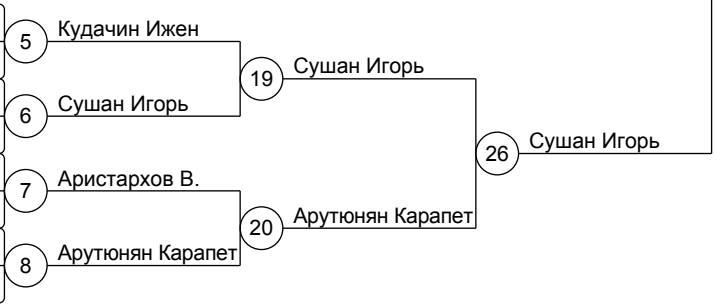 5 Кудачин Ижен
19 Сушан Игорь
6 Сушан Игорь
26 Сушан Игорь
7 Аристархов В.
20 Арутюнян Карапет
8 Арутюнян Карапет